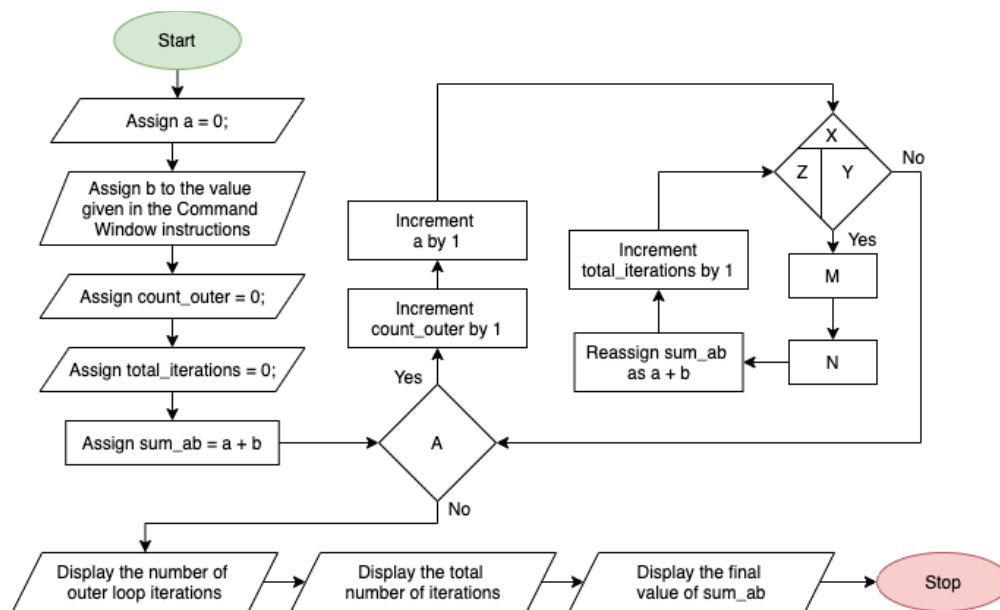 Start
Assign a = 0;
Assign b to the value
given in the Command
Window instructions
Assign count_outer = 0;
Assign total_iterations = 0;
Assign sum_ab = a + b
A
Yes
Increment
count_outer by 1
Increment
a by 1
X
Z
Y
No
Yes
M
N
Reassign sum_ab
as a + b
Increment
total_iterations by 1
No
Display the number of
outer loop iterations
Display the total
number of iterations
Display the final
value of sum_ab
Stop